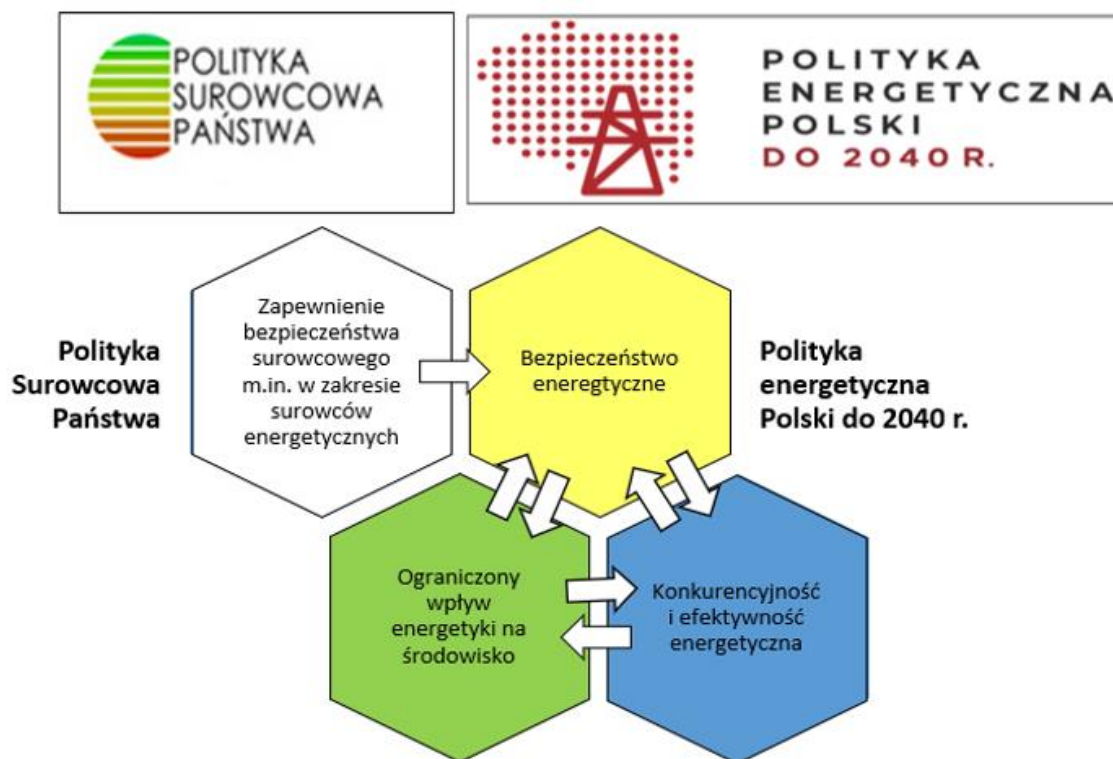 POLITYKA
SUROWCOWA
PAŃSTWA
POLITYKA
ENERGETYCZNA
POLSKI
DO 2040 R.
Polityka
Surowcowa
Państwa
Zapewnienie
bezpieczeństwa
surowcowego
m.in. w zakresie
surowców
energetycznych
Bezpieczeństwo
eneregtyczne
Polityka
energetyczna
Polski do 2040 r.
Ograniczony
wpływ
energetyki na
środowisko
Konkurencyjność
i efektywność
energetyczna